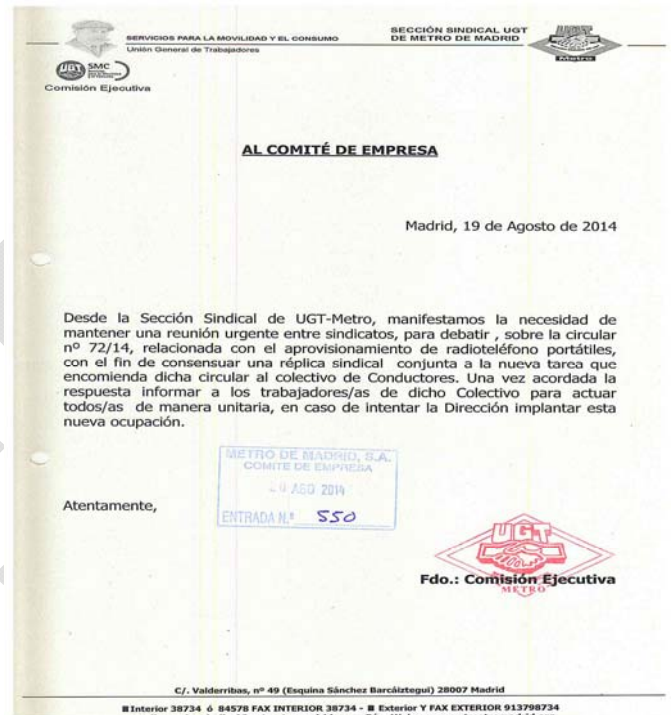 SERVICIOS PARA LA MOVILIDAD Y EL CONSUMO
Unión General de Trabajadores
SECCIÓN SINDICAL UGT
DE METRO DE MADRID
UGT
Metro
UGT SMC
Comisión Ejecutiva
AL COMITÉ DE EMPRESA
Madrid, 19 de Agosto de 2014
Desde la Sección Sindical de UGT-Metro, manifestamos la necesidad de
mantener una reunión urgente entre sindicatos, para debatir , sobre la circular
nº 72/14, relacionada con el aprovisionamiento de radioteléfono portátiles,
con el fin de consensuar una réplica sindical conjunta a la nueva tarea que
encomienda dicha circular al colectivo de Conductores. Una vez acordada la
respuesta informar a los trabajadores/as de dicho Colectivo para actuar
todos/as de manera unitaria, en caso de intentar la Dirección implantar esta
nueva ocupación.
METRO DE MADRID, S.A.
COMITE DE EMPRESA
20 AGO 2014
ENTRADA N.º 550
Atentamente,
UGT
Fdo.: Comisión Ejecutiva
METRO
C/. Valderribas, nº 49 (Esquina Sánchez Barcáiztegui) 28007 Madrid
Interior 38734 ó 84578 FAX INTERIOR 38734 - Exterior Y FAX EXTERIOR 913798734